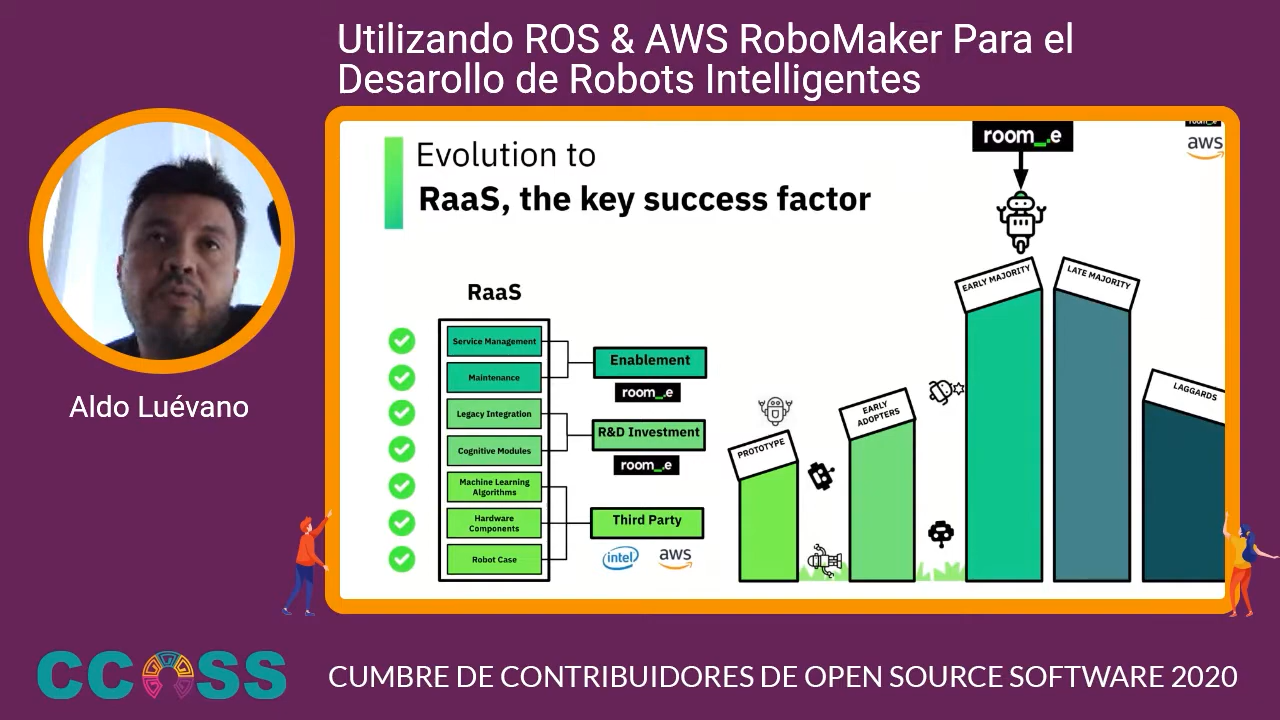 Utilizando ROS & AWS RoboMaker Para el
Desarollo de Robots Intelligentes
Aldo Luévano
Evolution to
RaaS, the key success factor
room_.e
aws
RaaS
Service Management
Maintenance
Legacy Integration
Cognitive Modules
Machine Learning
Algorithms
Hardware
Components
Robot Case
Enablement
room_.e
R&D Investment
room_.e
Third Party
intel
aws
PROTOTYPE
EARLY
ADOPTERS
EARLY MAJORITY
LATE MAJORITY
LAGGARDS
CCOSS
CUMBRE DE CONTRIBUIDORES DE OPEN SOURCE SOFTWARE 2020